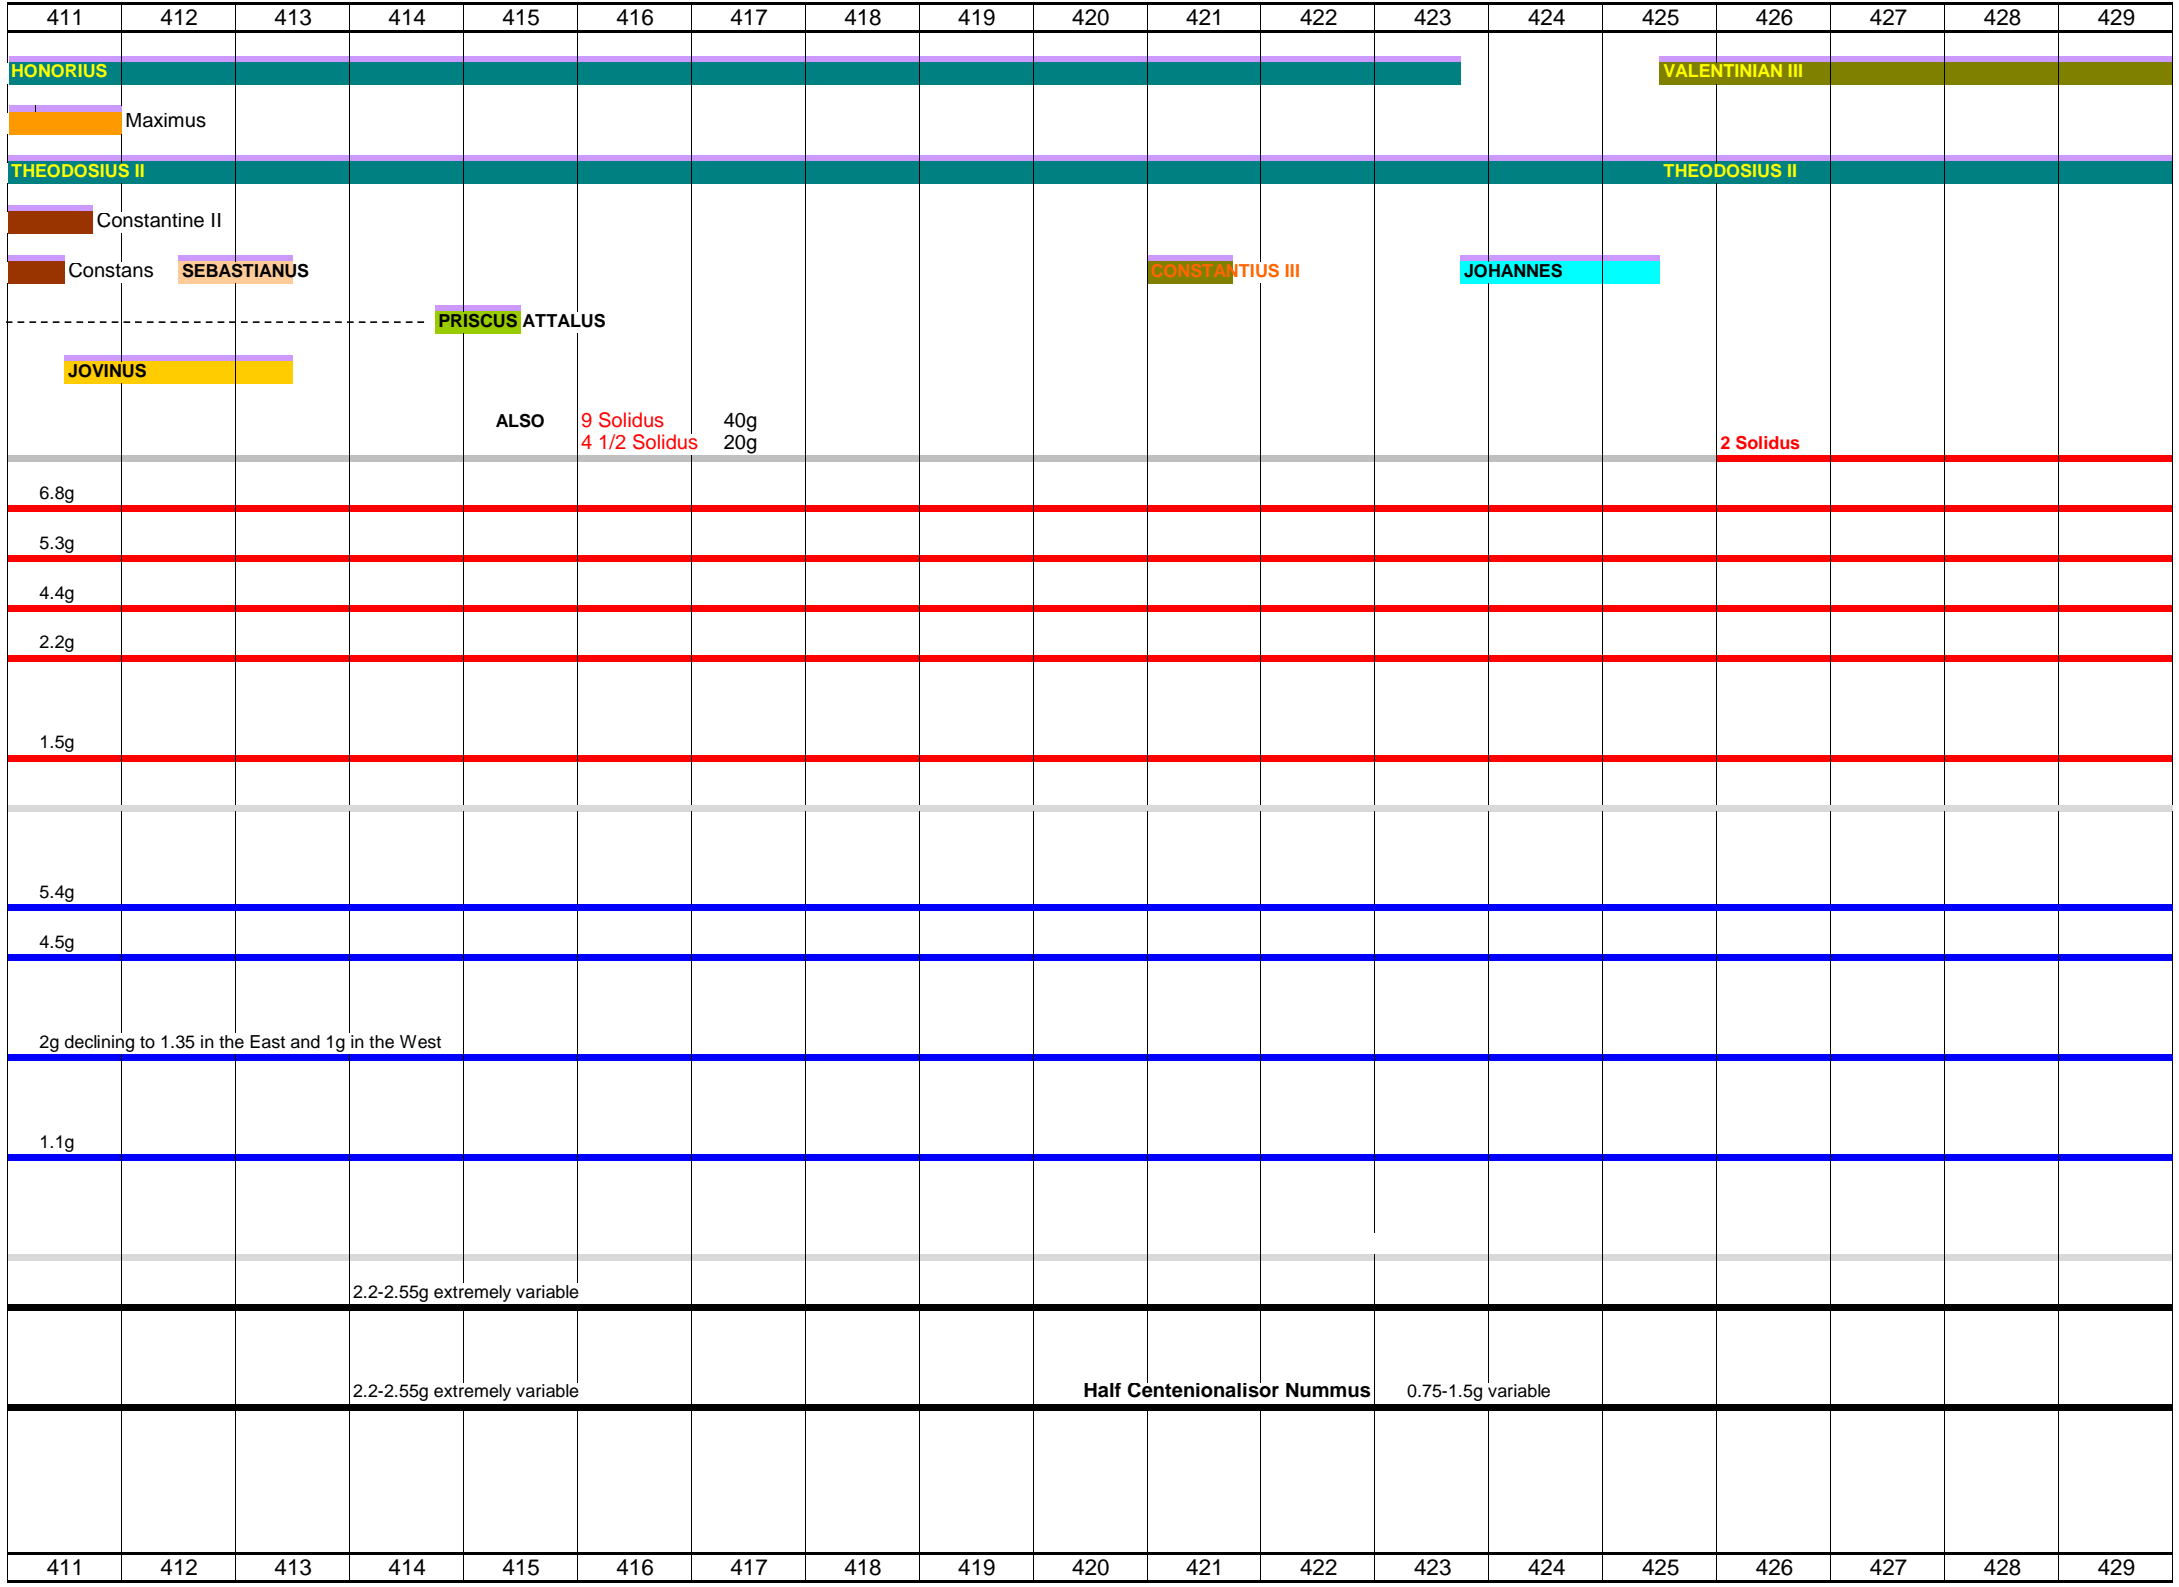 411 412 413 414 415 416 417 418 419 420 421 422 423 424 425 426 427 428 429
HONORIUS VALENTINIAN III
Maximus
THEODOSIUS II THEODOSIUS II
Constantine II
Constans SEBASTIANUS CONSTANTIUS III JOHANNES
PRISCUS ATTALUS
JOVINUS
ALSO 9 Solidus 40g
4 1/2 Solidus 20g 2 Solidus
6.8g
5.3g
4.4g
2.2g
1.5g
5.4g
4.5g
2g declining to 1.35 in the East and 1g in the West
1.1g
2.2-2.55g extremely variable
2.2-2.55g extremely variable Half Centenionalisor Nummus 0.75-1.5g variable
411 412 413 414 415 416 417 418 419 420 421 422 423 424 425 426 427 428 429